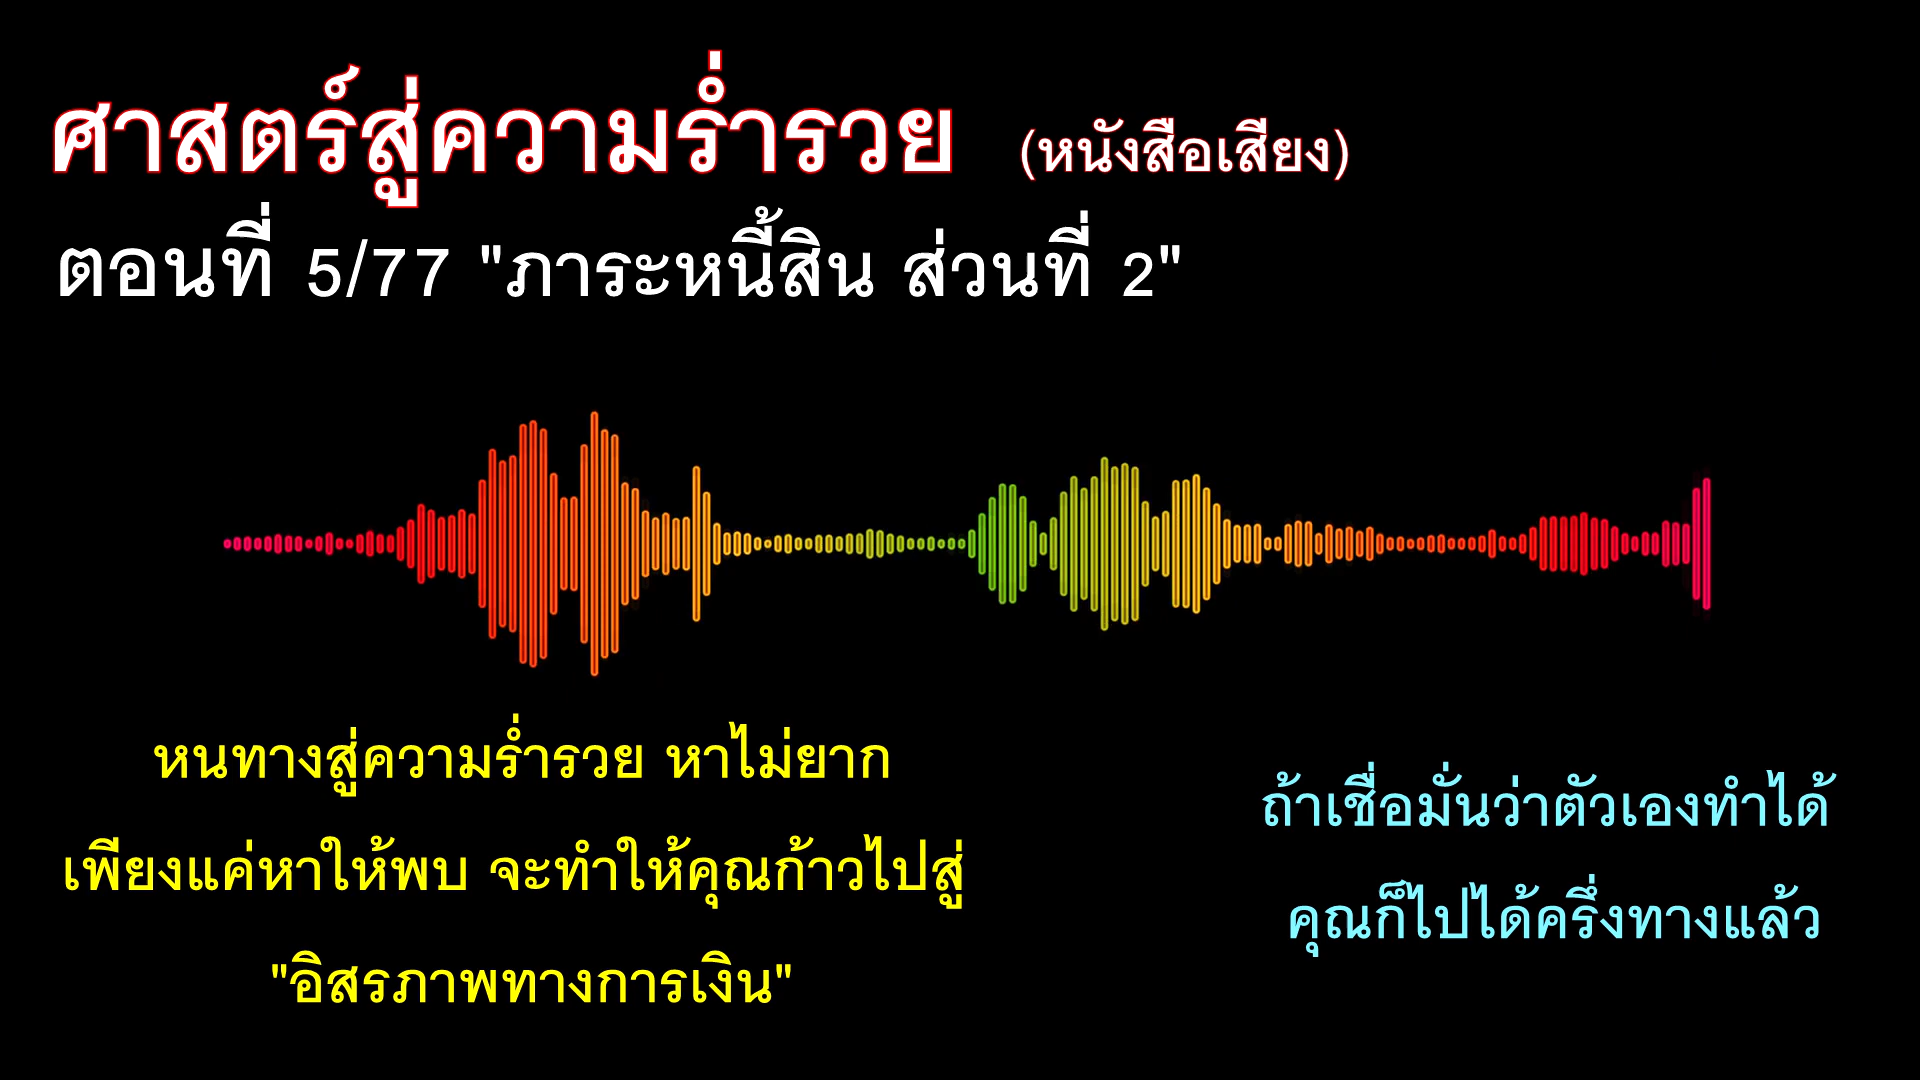 ศาสตร์สู่ความร่ำรวย (หนังสือเสียง)
ตอนที่ 5/77 "ภาระหนี้สิน ส่วนที่ 2"
หนทางสู่ความร่ำรวย หาไม่ยาก
เพียงแค่หาให้พบ จะทำให้คุณก้าวไปสู่
"อิสรภาพทางการเงิน"
ถ้าเชื่อมั่นว่าตัวเองทำได้
คุณก็ไปได้ครึ่งทางแล้ว